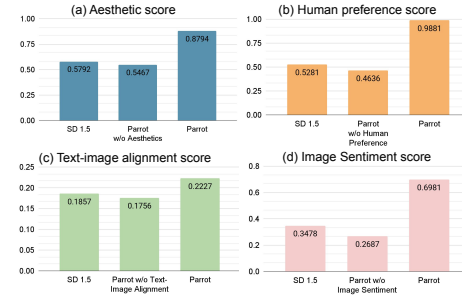 (a) Aesthetic score
1.00
0.75
0.50
0.25
0.00
0.5792
0.5467
0.8794
SD 1.5
Parrot
w/o Aesthetics
Parrot
(b) Human preference score
1.00
0.75
0.50
0.25
0.00
0.5281
0.4636
0.9881
SD 1.5
Parrot
w/o Human
Preference
Parrot
(c) Text-image alignment score
0.25
0.20
0.15
0.10
0.05
0.00
0.1857
0.1756
0.2227
SD 1.5
Parrot w/o Text-
Image Alignment
Parrot
(d) Image Sentiment score
0.8
0.6
0.4
0.2
0.0
0.3478
0.2687
0.6981
SD 1.5
Parrot w/o
Image Sentiment
Parrot